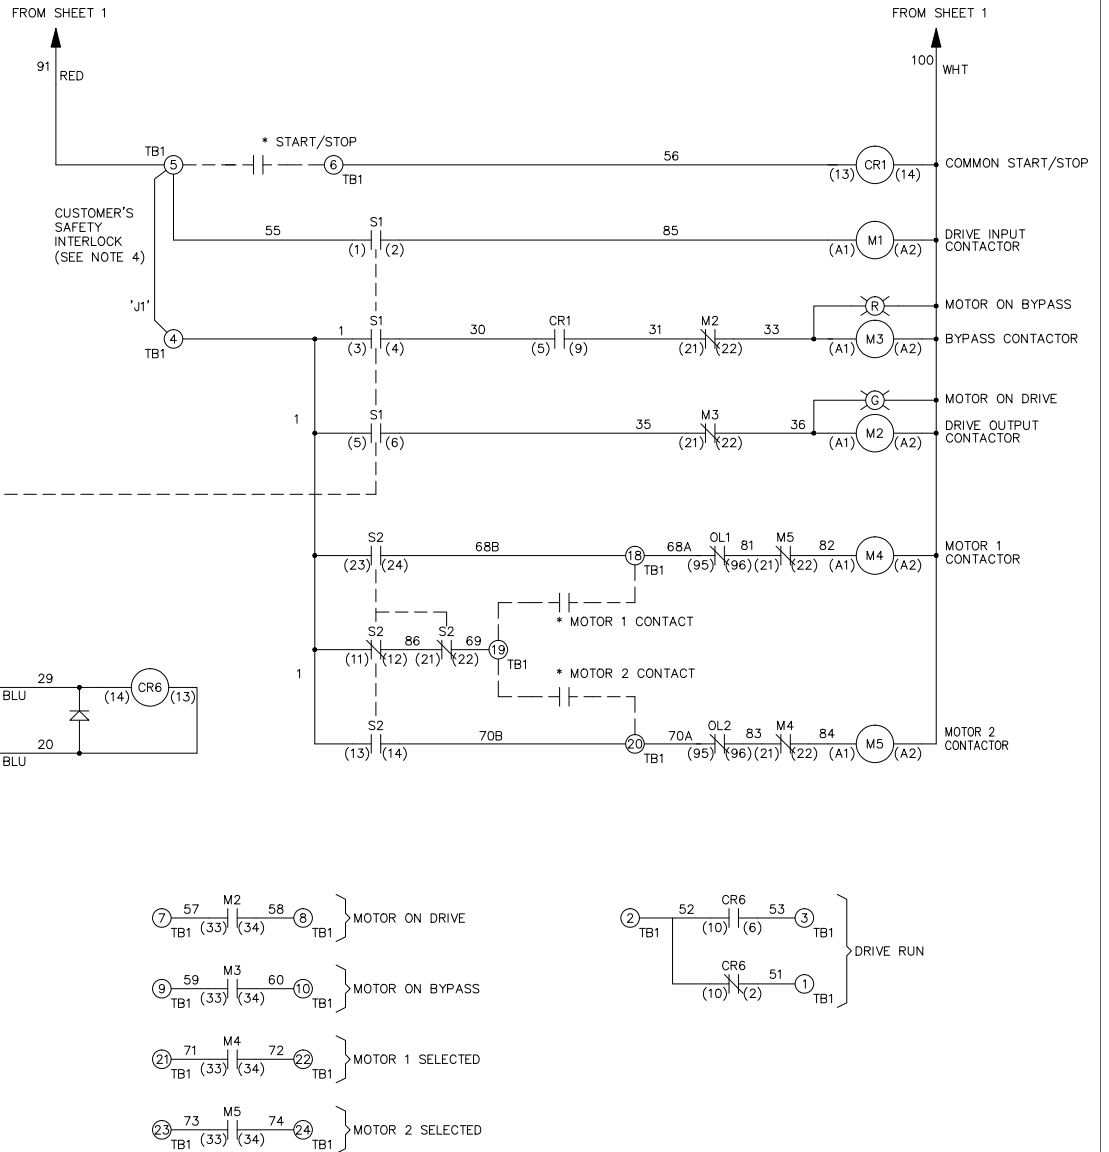 FROM SHEET 1 FROM SHEET 1
91 RED 100 WHT
* START/STOP
TB1 5 6 TB1 56 CR1 (13) (14) COMMON START/STOP
CUSTOMER'S
SAFETY
INTERLOCK
(SEE NOTE 4)
55 S1 (1) (2) 85 M1 (A1) (A2) DRIVE INPUT
CONTACTOR
'J1'
R MOTOR ON BYPASS
4 TB1 1 S1 (3) (4) 30 CR1 (5) (9) 31 M2 (21) (22) 33 M3 (A1) (A2) BYPASS CONTACTOR
G MOTOR ON DRIVE
1 S1 (5) (6) 35 M3 (21) (22) 36 M2 (A1) (A2) DRIVE OUTPUT
CONTACTOR
S2 (23) (24) 68B 18 TB1 68A OL1 (95) (96) 81 M5 (21) (22) 82 M4 (A1) (A2) MOTOR 1
CONTACTOR
* MOTOR 1 CONTACT
S2 (11) (12) 86 S2 (21) (22) 69 19 TB1
1 * MOTOR 2 CONTACT
29 BLU (14) CR6 (13)
20 BLU
S2 (13) (14) 70B 20 TB1 70A OL2 (95) (96) 83 M4 (21) (22) 84 M5 (A1) (A2) MOTOR 2
CONTACTOR
7 TB1 57 M2 (33) (34) 58 8 TB1 MOTOR ON DRIVE
9 TB1 59 M3 (33) (34) 60 10 TB1 MOTOR ON BYPASS
21 TB1 71 M4 (33) (34) 72 22 TB1 MOTOR 1 SELECTED
23 TB1 73 M5 (33) (34) 74 24 TB1 MOTOR 2 SELECTED
2 TB1 52 CR6 (10) (6) 53 3 TB1
DRIVE RUN
CR6 (10) (2) 51 1 TB1